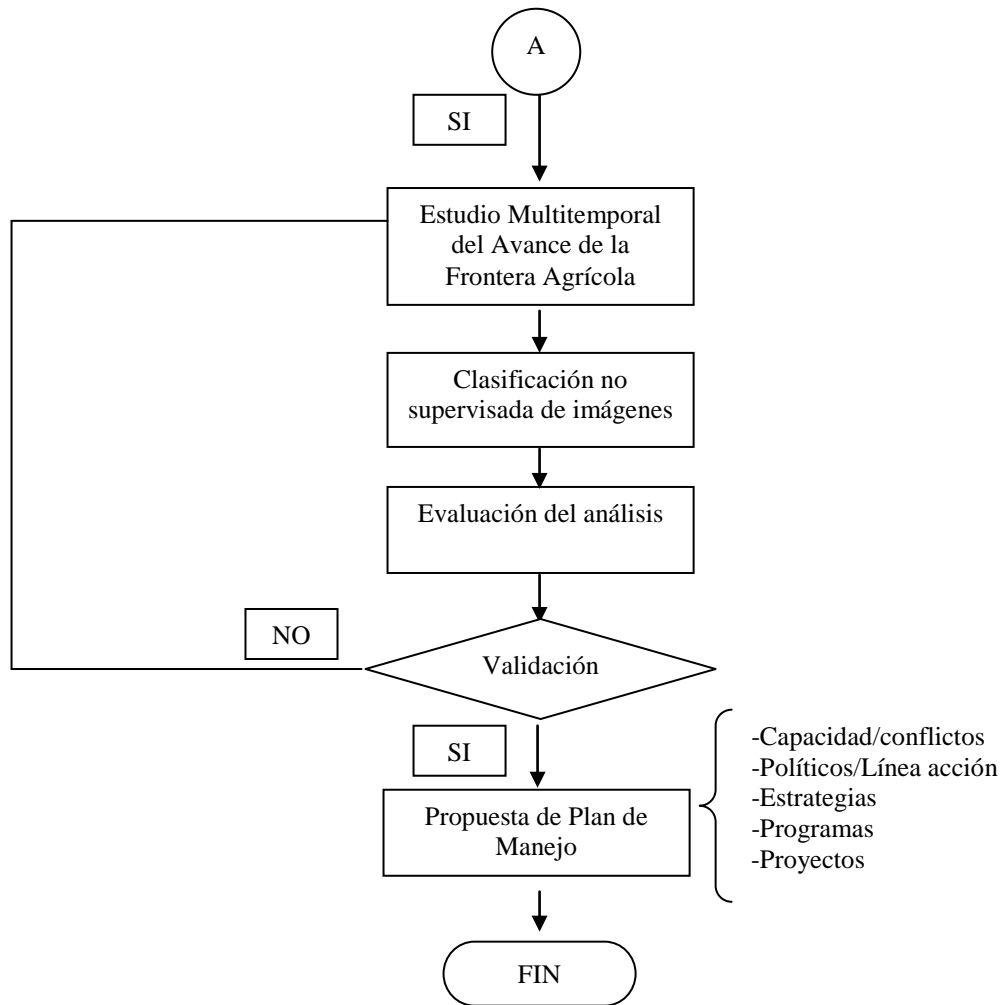 A
SI
Estudio Multitemporal
del Avance de la
Frontera Agrícola
Clasificación no
supervisada de imágenes
Evaluación del análisis
NO
Validación
SI
Propuesta de Plan de
Manejo
-Capacidad/conflictos
-Políticos/Línea acción
-Estrategias
-Programas
-Proyectos
FIN